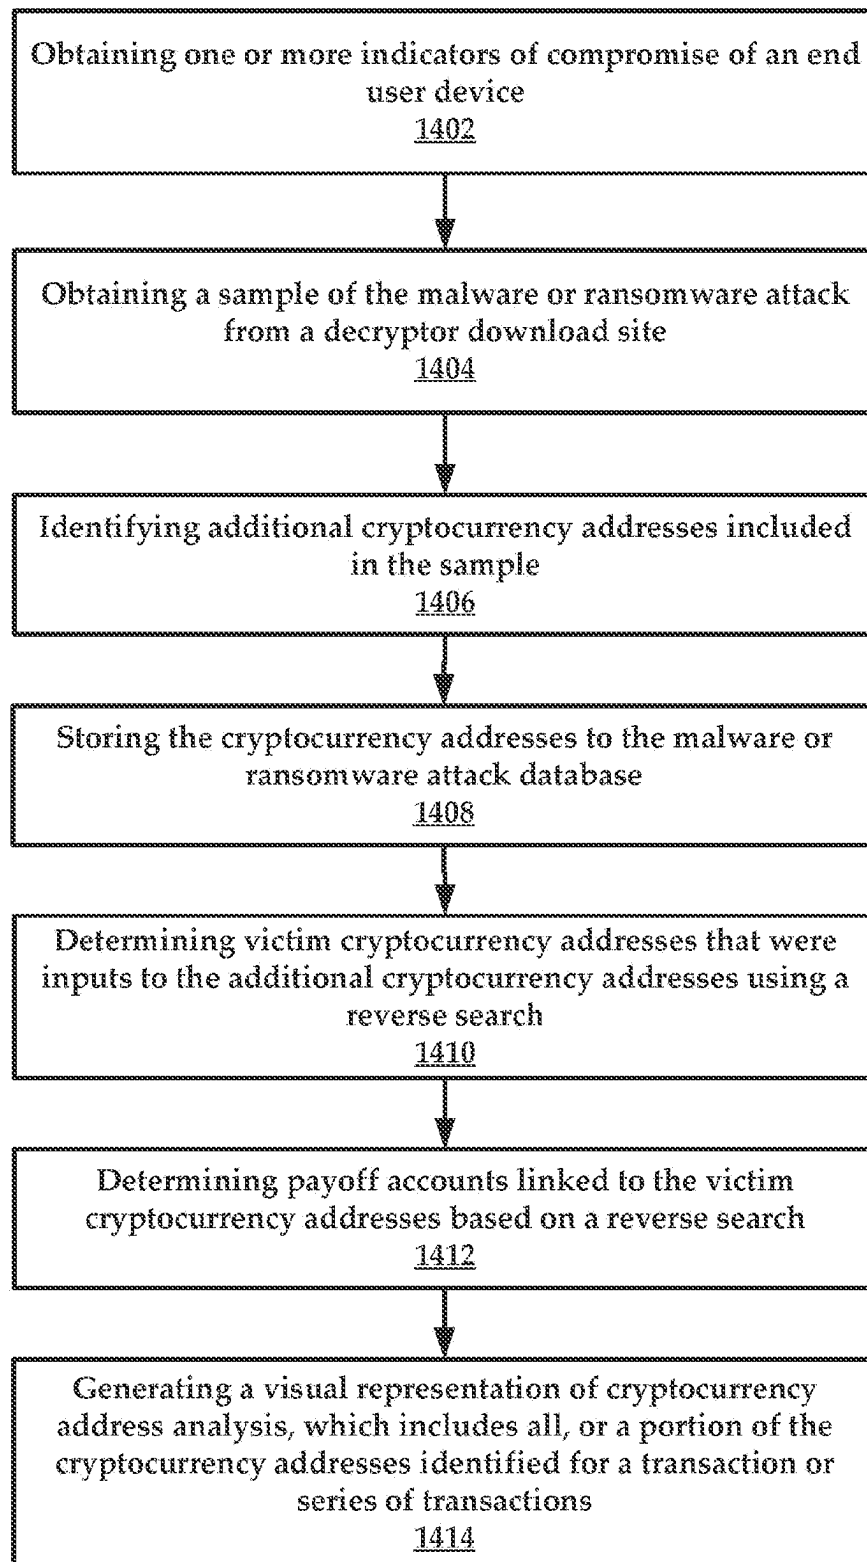 Obtaining one or more indicators of compromise of an end
user device
1402
Obtaining a sample of the malware or ransomware attack
from a decryptor download site
1404
Identifying additional cryptocurrency addresses included
in the sample
1406
Storing the cryptocurrency addresses to the malware or
ransomware attack database
1408
Determining victim cryptocurrency addresses that were
inputs to the additional cryptocurrency addresses using a
reverse search
1410
Determining payoff accounts linked to the victim
cryptocurrency addresses based on a reverse search
1412
Generating a visual representation of cryptocurrency
address analysis, which includes all, or a portion of the
cryptocurrency addresses identified for a transaction or
series of transactions
1414